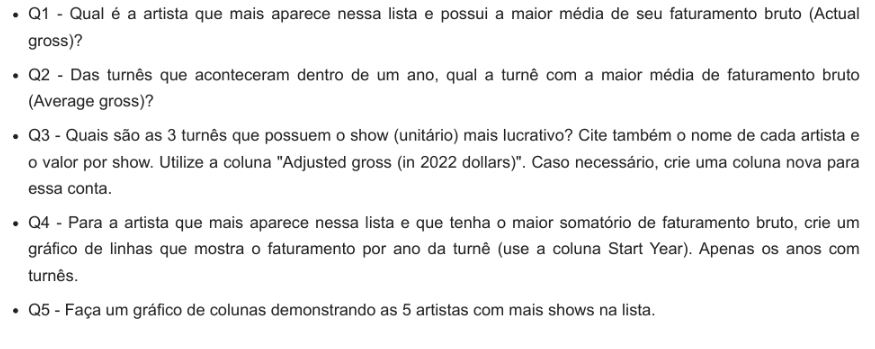 • Q1 - Qual é a artista que mais aparece nessa lista e possui a maior média de seu faturamento bruto (Actual
gross)?
• Q2 - Das turnês que aconteceram dentro de um ano, qual a turnê com a maior média de faturamento bruto
(Average gross)?
• Q3 - Quais são as 3 turnês que possuem o show (unitário) mais lucrativo? Cite também o nome de cada artista e
o valor por show. Utilize a coluna "Adjusted gross (in 2022 dollars)". Caso necessário, crie uma coluna nova para
essa conta.
• Q4 - Para a artista que mais aparece nessa lista e que tenha o maior somatório de faturamento bruto, crie um
gráfico de linhas que mostra o faturamento por ano da turnê (use a coluna Start Year). Apenas os anos com
turnês.
• Q5 - Faça um gráfico de colunas demonstrando as 5 artistas com mais shows na lista.